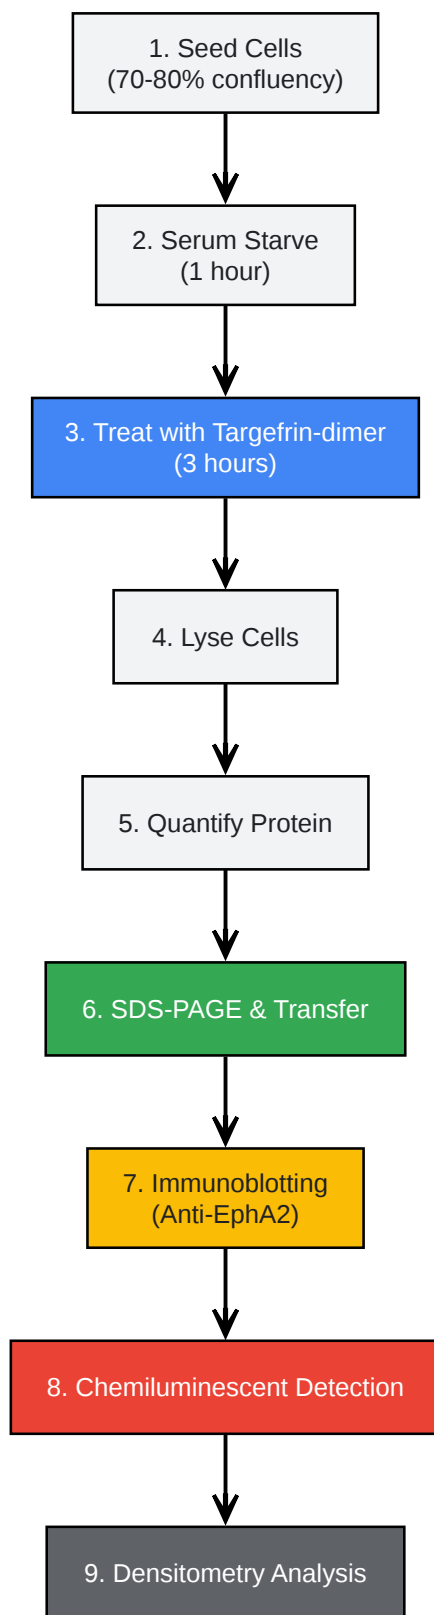 1. Seed Cells
(70-80% confluency)
2. Serum Starve
(1 hour)
3. Treat with Targefrin-dimer
(3 hours)
4. Lyse Cells
5. Quantify Protein
6. SDS-PAGE & Transfer
7. Immunoblotting
(Anti-EphA2)
8. Chemiluminescent Detection
9. Densitometry Analysis